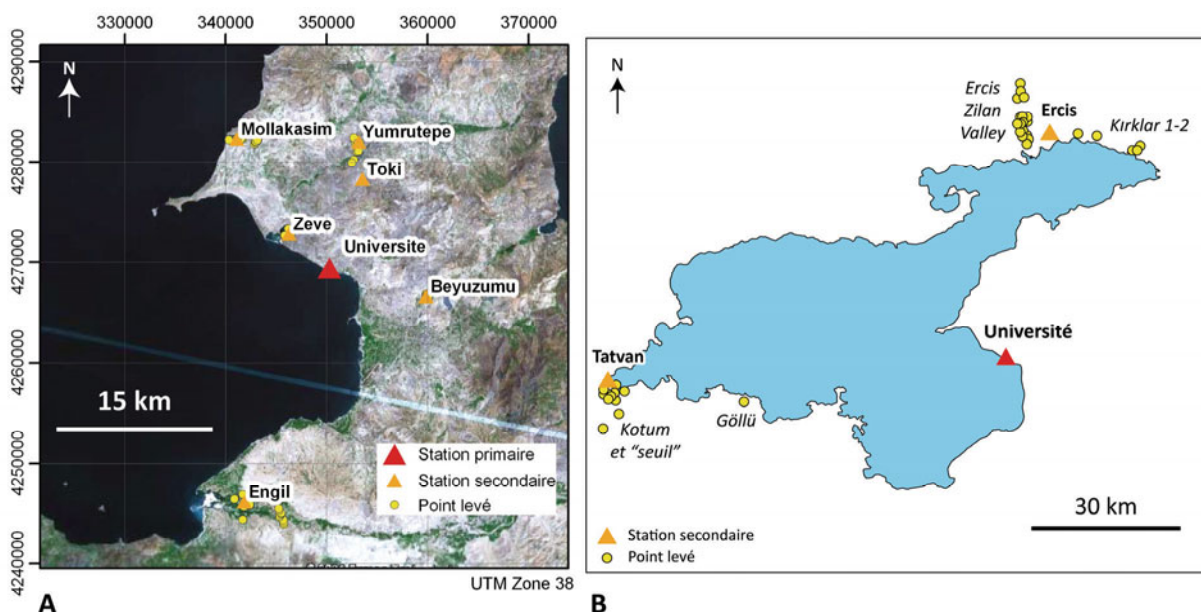 330000
340000
350000
360000
370000
4290000
4280000
4270000
4260000
4250000
4240000
N
Mollakasim
Yumrutepe
Toki
Zeve
Universite
Beyuzumu
15 km
Engil
Station primaire
Station secondaire
Point levé
UTM Zone 38
A
N
Ercis
Zilan
Valley
Ercis
Kırklar 1-2
Université
Tatvan
Kotum
et "seuil"
Göllü
30 km
Station secondaire
Point levé
B